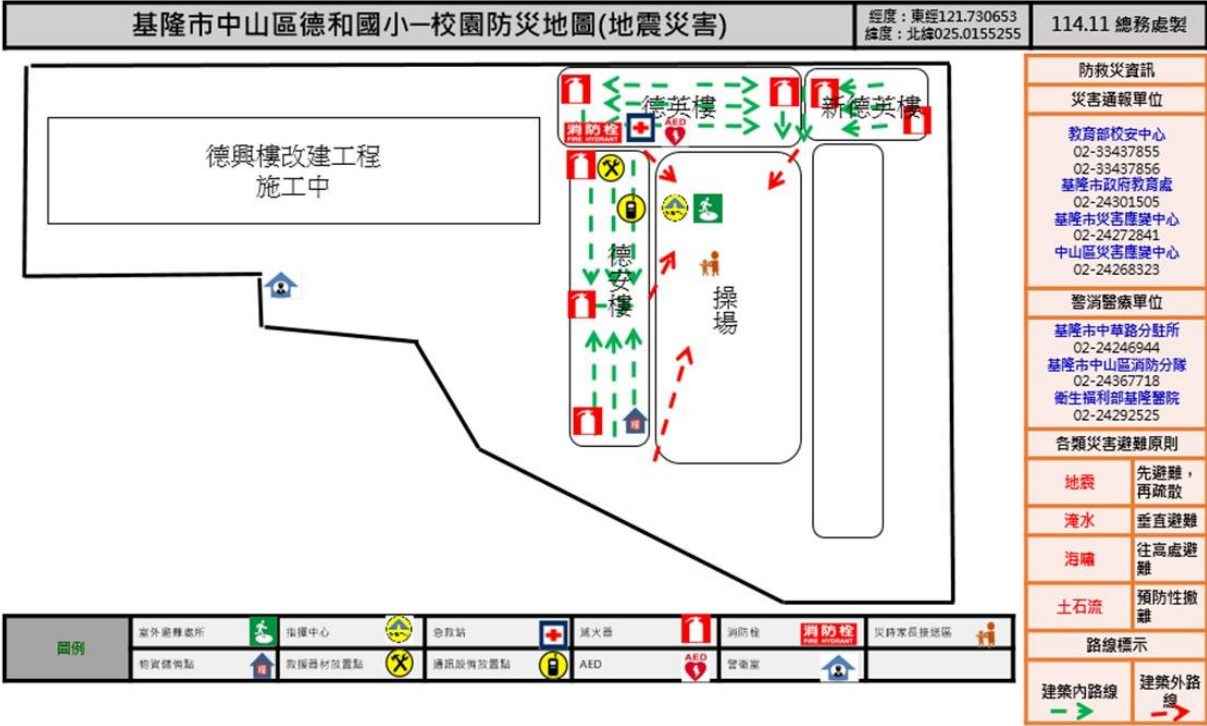 基隆市中山區德和國小—校園防災地圖(地震災害)
經度：東經121.730653
緯度：北緯025.0155255
114.11 總務處製
德興樓改建工程
施工中
德英樓
新德英樓
消防栓
FIRE HYDRANT
AED
德安樓
操場
糧
防救災資訊
災害通報單位
教育部校安中心
02-33437855
02-33437856
基隆市政府教育處
02-24301505
基隆市災害應變中心
02-24272841
中山區災害應變中心
02-24268323
警消醫療單位
基隆市中華路分駐所
02-24246944
基隆市中山區消防分隊
02-24367718
衛生福利部基隆醫院
02-24292525
各類災害避難原則
地震
先避難，
再疏散
淹水
垂直避難
海嘯
往高處避
難
土石流
預防性撤
離
路線標示
建築內路線
建築外路
線
圖例
室外避難處所
指揮中心
急救站
滅火器
消防栓
消防栓
FIRE HYDRANT
災時家長接送區
物資儲備點
糧
救援器材放置點
通訊設備放置點
AED
AED
警衛室